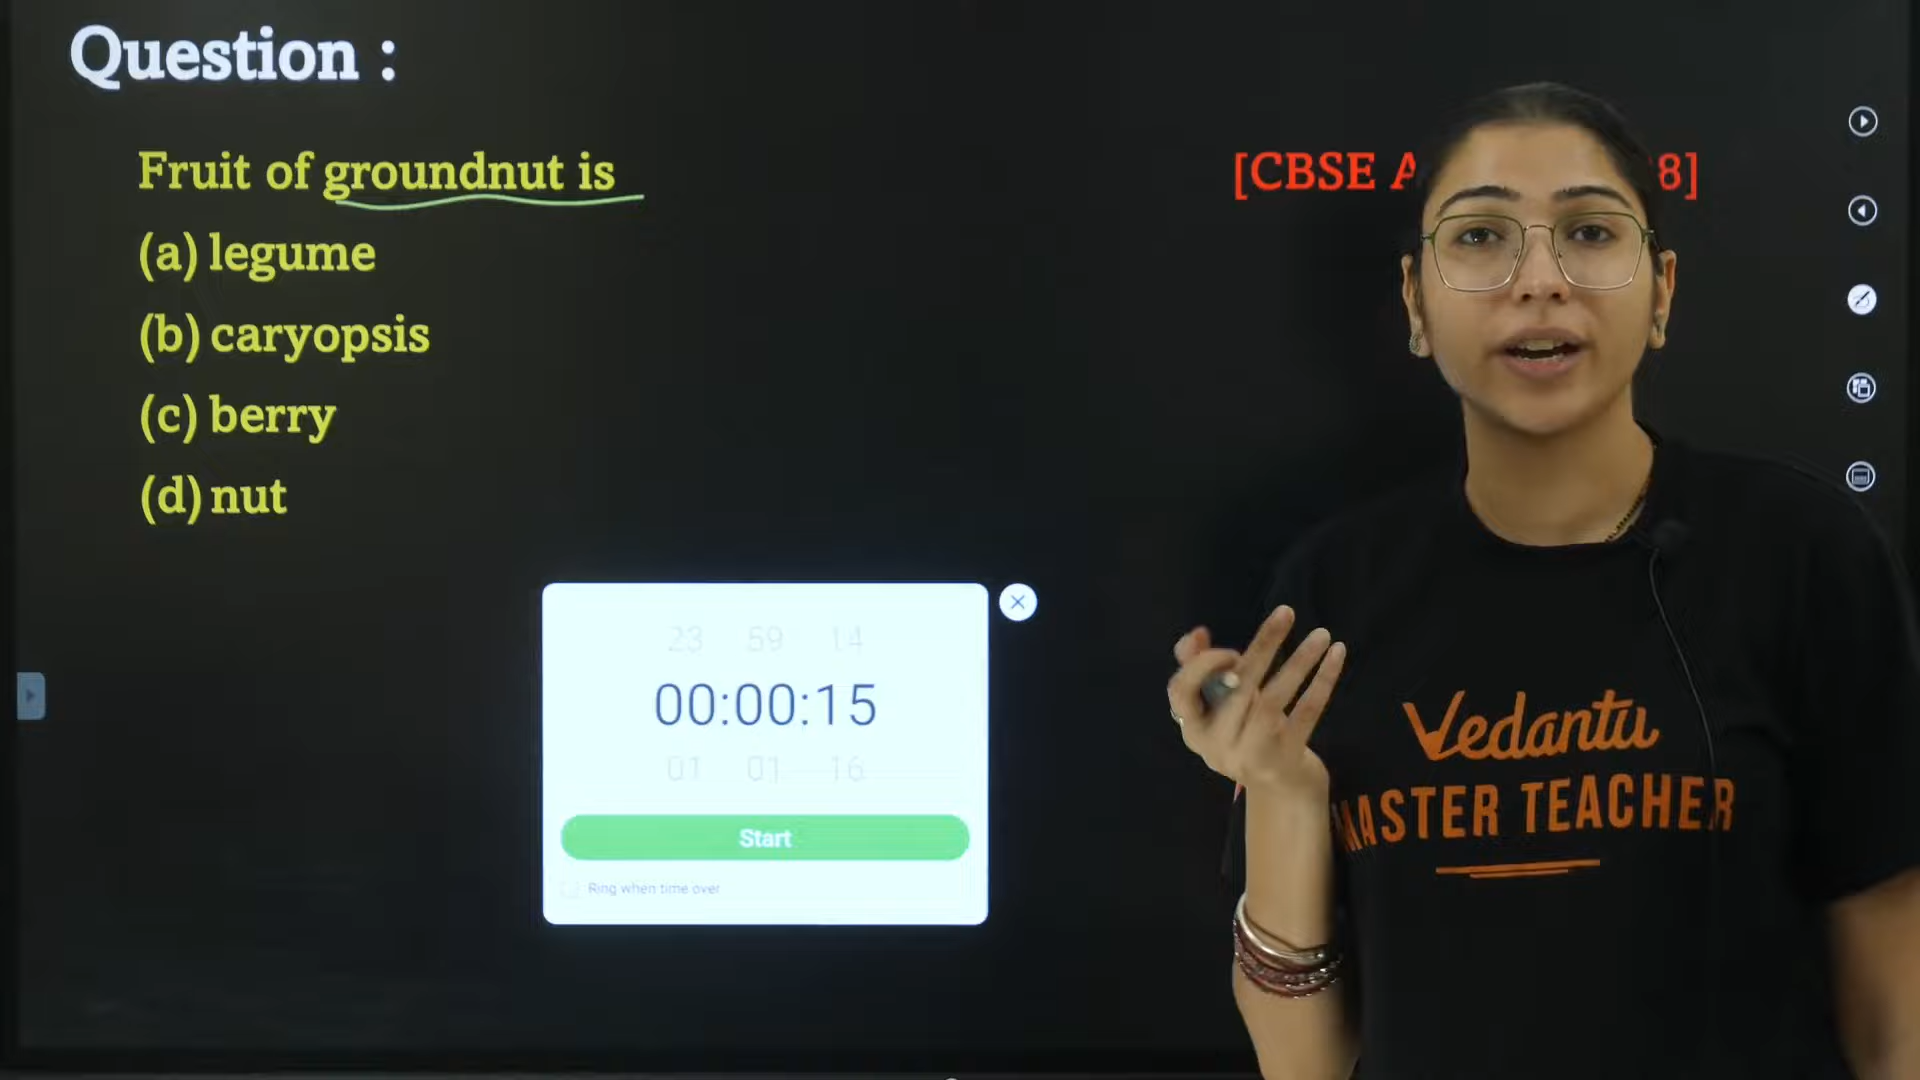 Question :
Fruit of groundnut is
[CBSE
8]
(a) legume
(b) caryopsis
(c) berry
(d) nut
23 59 14
00:00:15
01 01 16
Start
Ring when time over
Vedantu
MASTER TEACHER